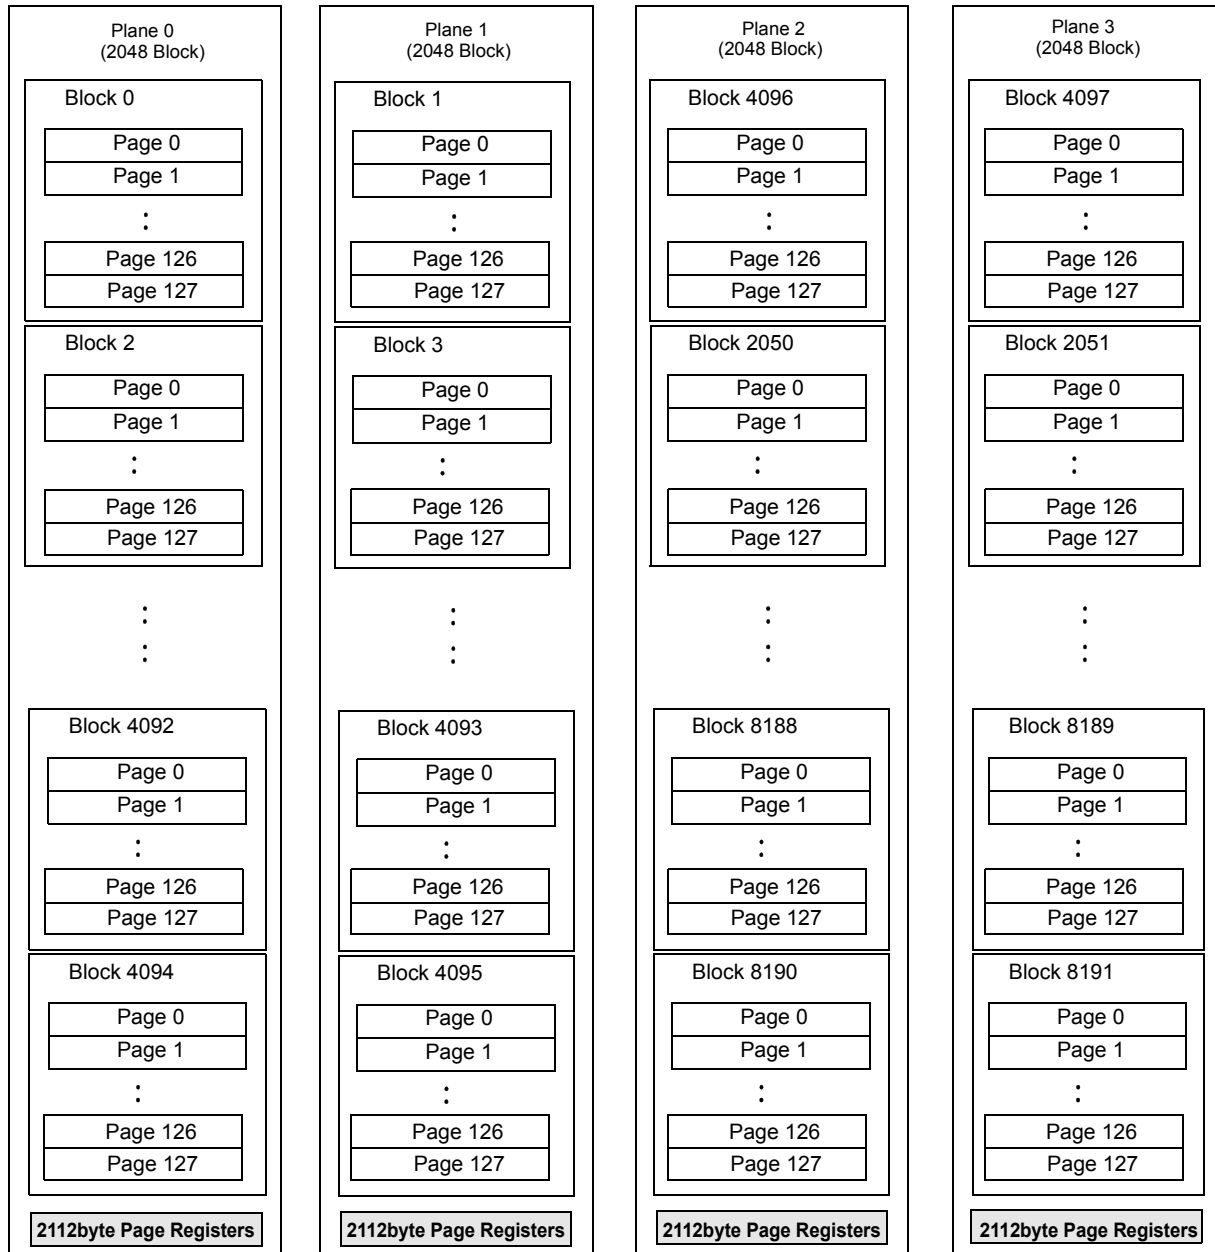 Plane 0
(2048 Block)
Block 0
Page 0
Page 1
Page 126
Page 127
Block 2
Page 0
Page 1
Page 126
Page 127
Block 4092
Page 0
Page 1
Page 126
Page 127
Block 4094
Page 0
Page 1
Page 126
Page 127
2112byte Page Registers
Plane 1
(2048 Block)
Block 1
Page 0
Page 1
Page 126
Page 127
Block 3
Page 0
Page 1
Page 126
Page 127
Block 4093
Page 0
Page 1
Page 126
Page 127
Block 4095
Page 0
Page 1
Page 126
Page 127
2112byte Page Registers
Plane 2
(2048 Block)
Block 4096
Page 0
Page 1
Page 126
Page 127
Block 2050
Page 0
Page 1
Page 126
Page 127
Block 8188
Page 0
Page 1
Page 126
Page 127
Block 8190
Page 0
Page 1
Page 126
Page 127
2112byte Page Registers
Plane 3
(2048 Block)
Block 4097
Page 0
Page 1
Page 126
Page 127
Block 2051
Page 0
Page 1
Page 126
Page 127
Block 8189
Page 0
Page 1
Page 126
Page 127
Block 8191
Page 0
Page 1
Page 126
Page 127
2112byte Page Registers